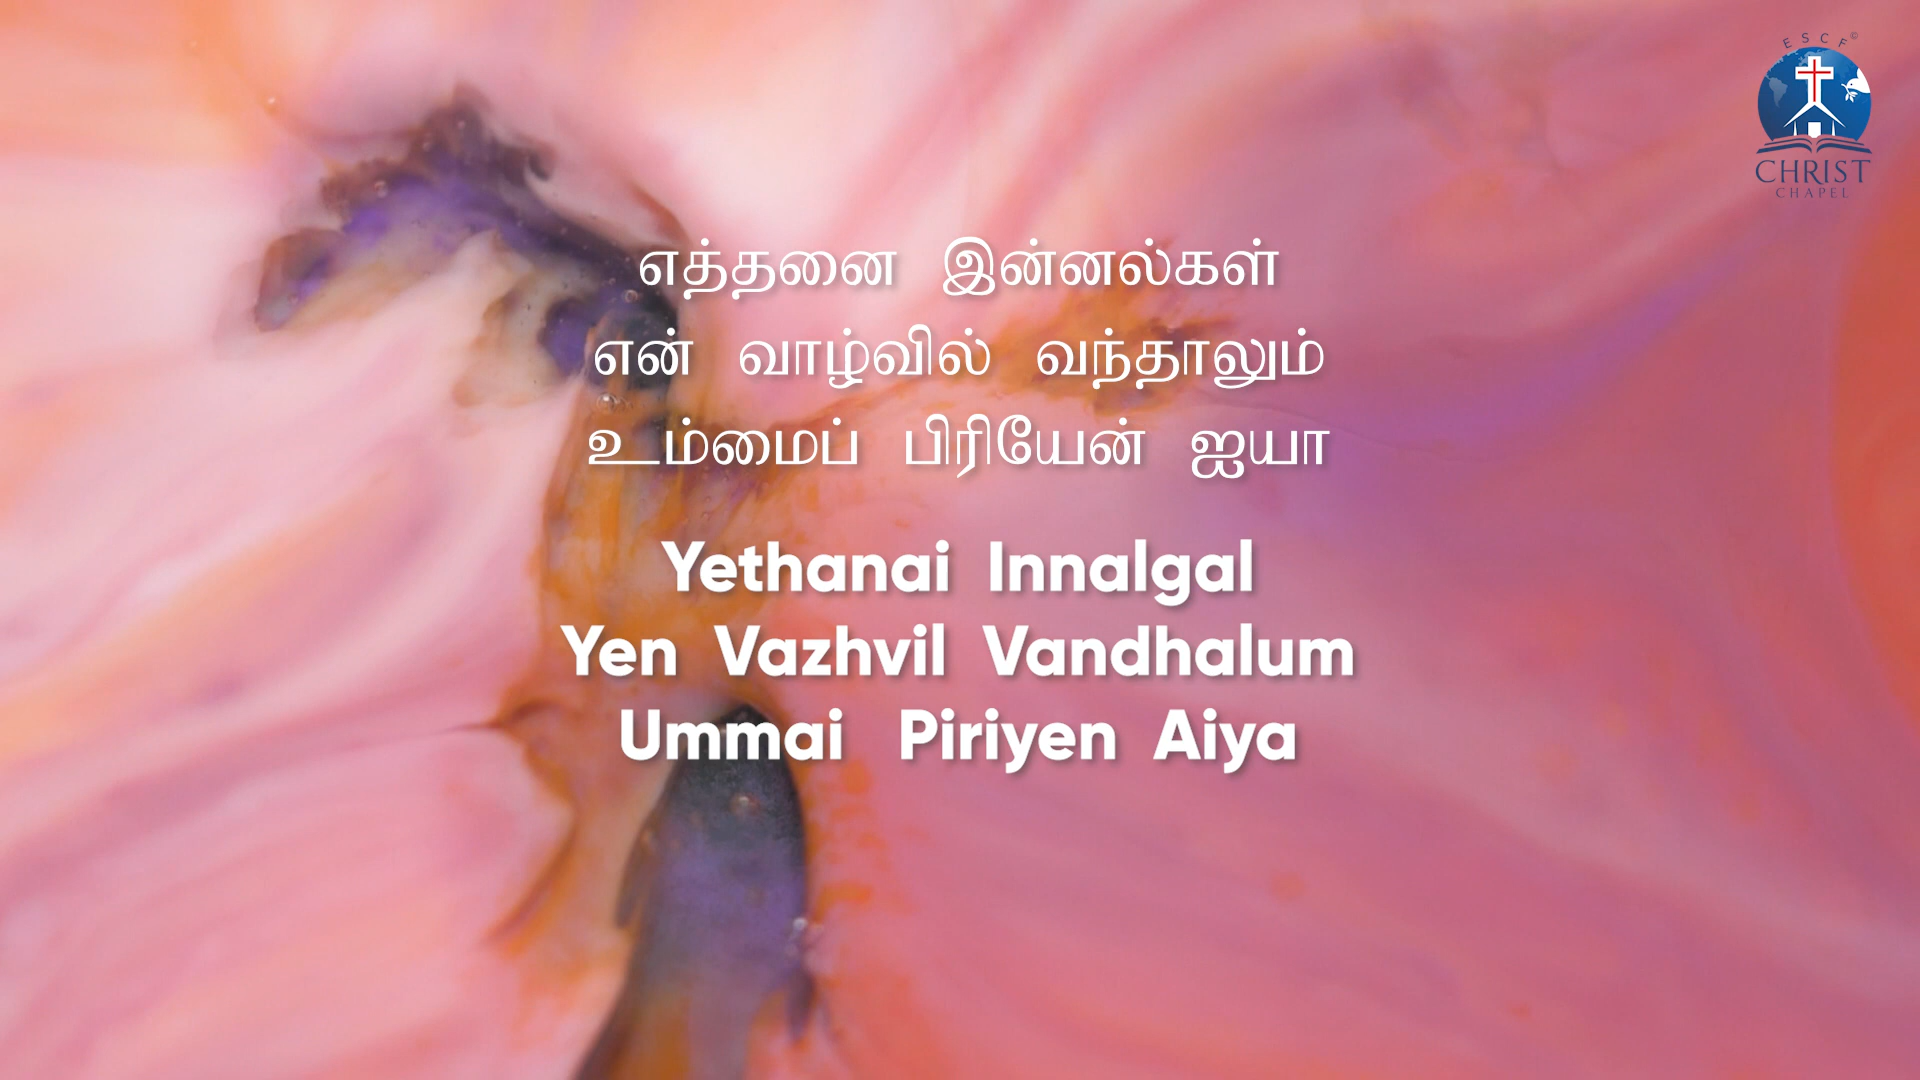 ESCF©
CHRIST
CHAPEL
எத்தனை இன்னல்கள்
என் வாழ்வில் வந்தாலும்
உம்மைப் பிரியேன் ஐயா
Yethanai Innalgal
Yen Vazhvil Vandhalum
Ummai Piriyen Aiya